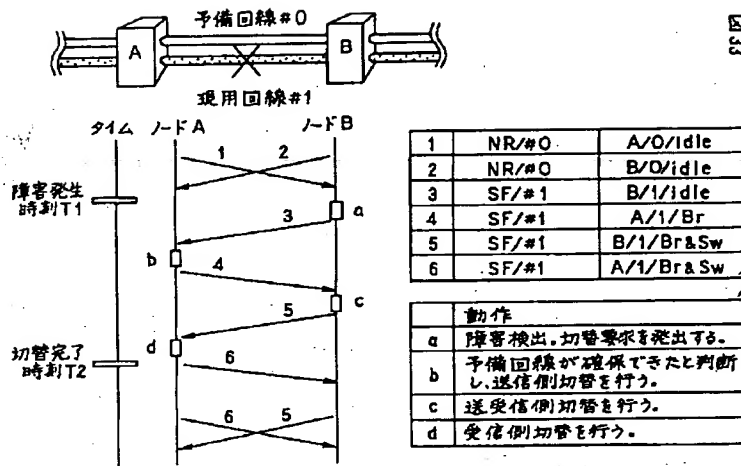 予備回線#0
A
B
図33
現用回線#1
タイム ノードA ノードB
障害発生
時刻T1
切替完了
時刻T2
1
2
3
4
5
6
6
5
a
b
c
d
1 NR/#0 A/0/idle
2 NR/#0 B/0/idle
3 SF/#1 B/1/idle
4 SF/#1 A/1/Br
5 SF/#1 B/1/Br&Sw
6 SF/#1 A/1/Br&Sw
動作
a 障害検出。切替要求を発出する。
b 予備回線が確保できたと判断
し、送信側切替を行う。
c 送受信側切替を行う。
d 受信側切替を行う。